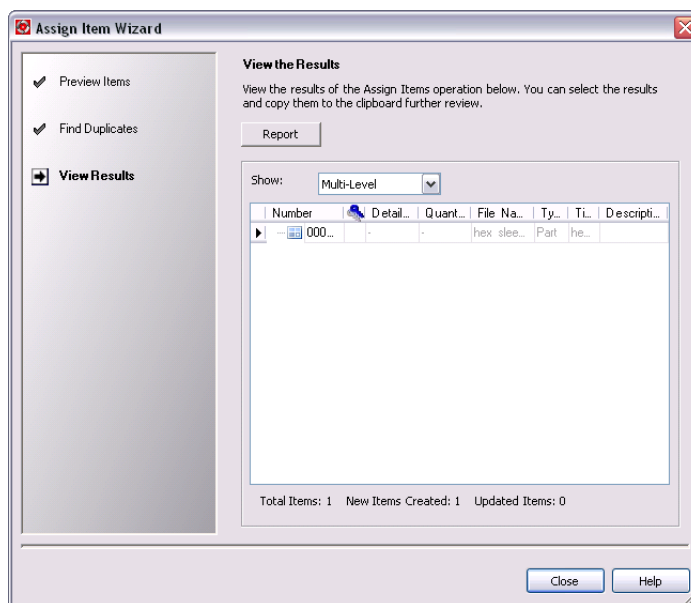 Assign Item Wizard
Preview Items
Find Duplicates
View Results
View the Results
View the results of the Assign Items operation below. You can select the results
and copy them to the clipboard further review.
Report
Show: Multi-Level
Number Detail... Quant... File Na... Ty... Ti... Descripti...
000... - - hex slee... Part he...
Total Items: 1 New Items Created: 1 Updated Items: 0
Close Help